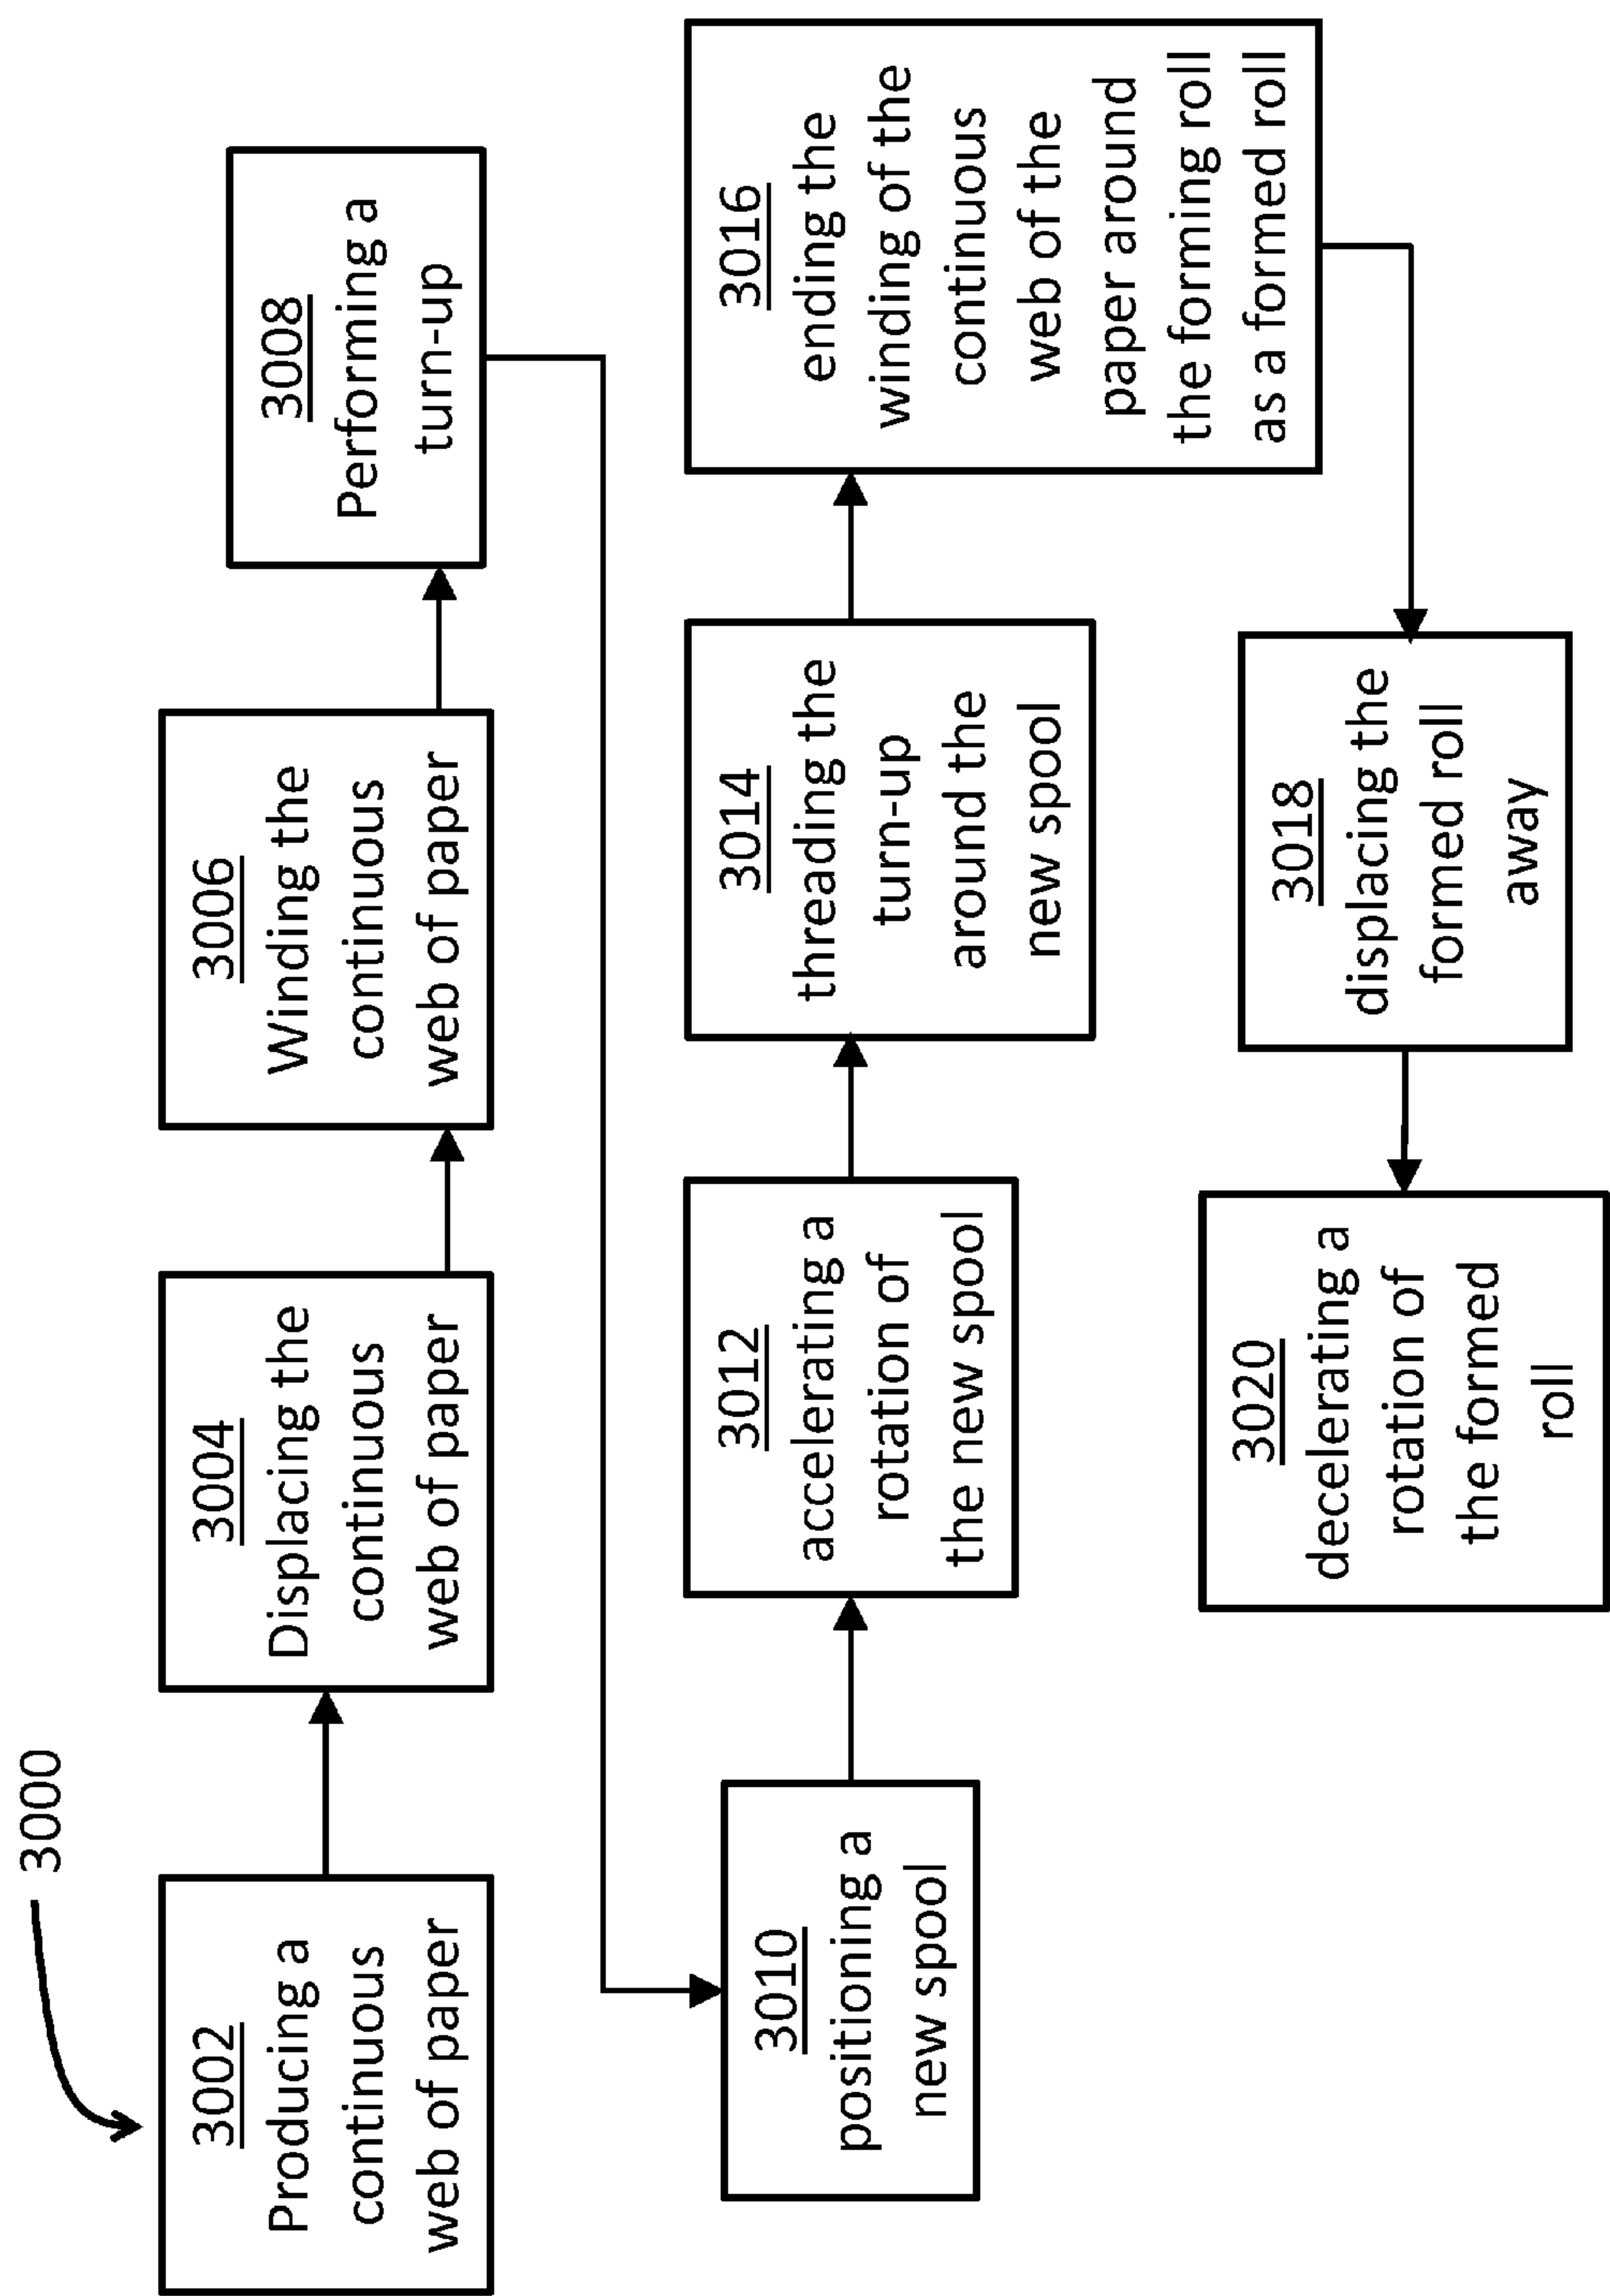 3000
3002
Producing a
continuous
web of paper
3004
Displacing the
continuous
web of paper
3006
Winding the
continuous
web of paper
3008
Performing a
turn-up
3010
positioning a
new spool
3012
accelerating a
rotation of
the new spool
3014
threading the
turn-up
around the
new spool
3016
ending the
winding of the
continuous
web of the
paper around
the forming roll
as a formed roll
3018
displacing the
formed roll
away
3020
decelerating a
rotation of
the formed
roll